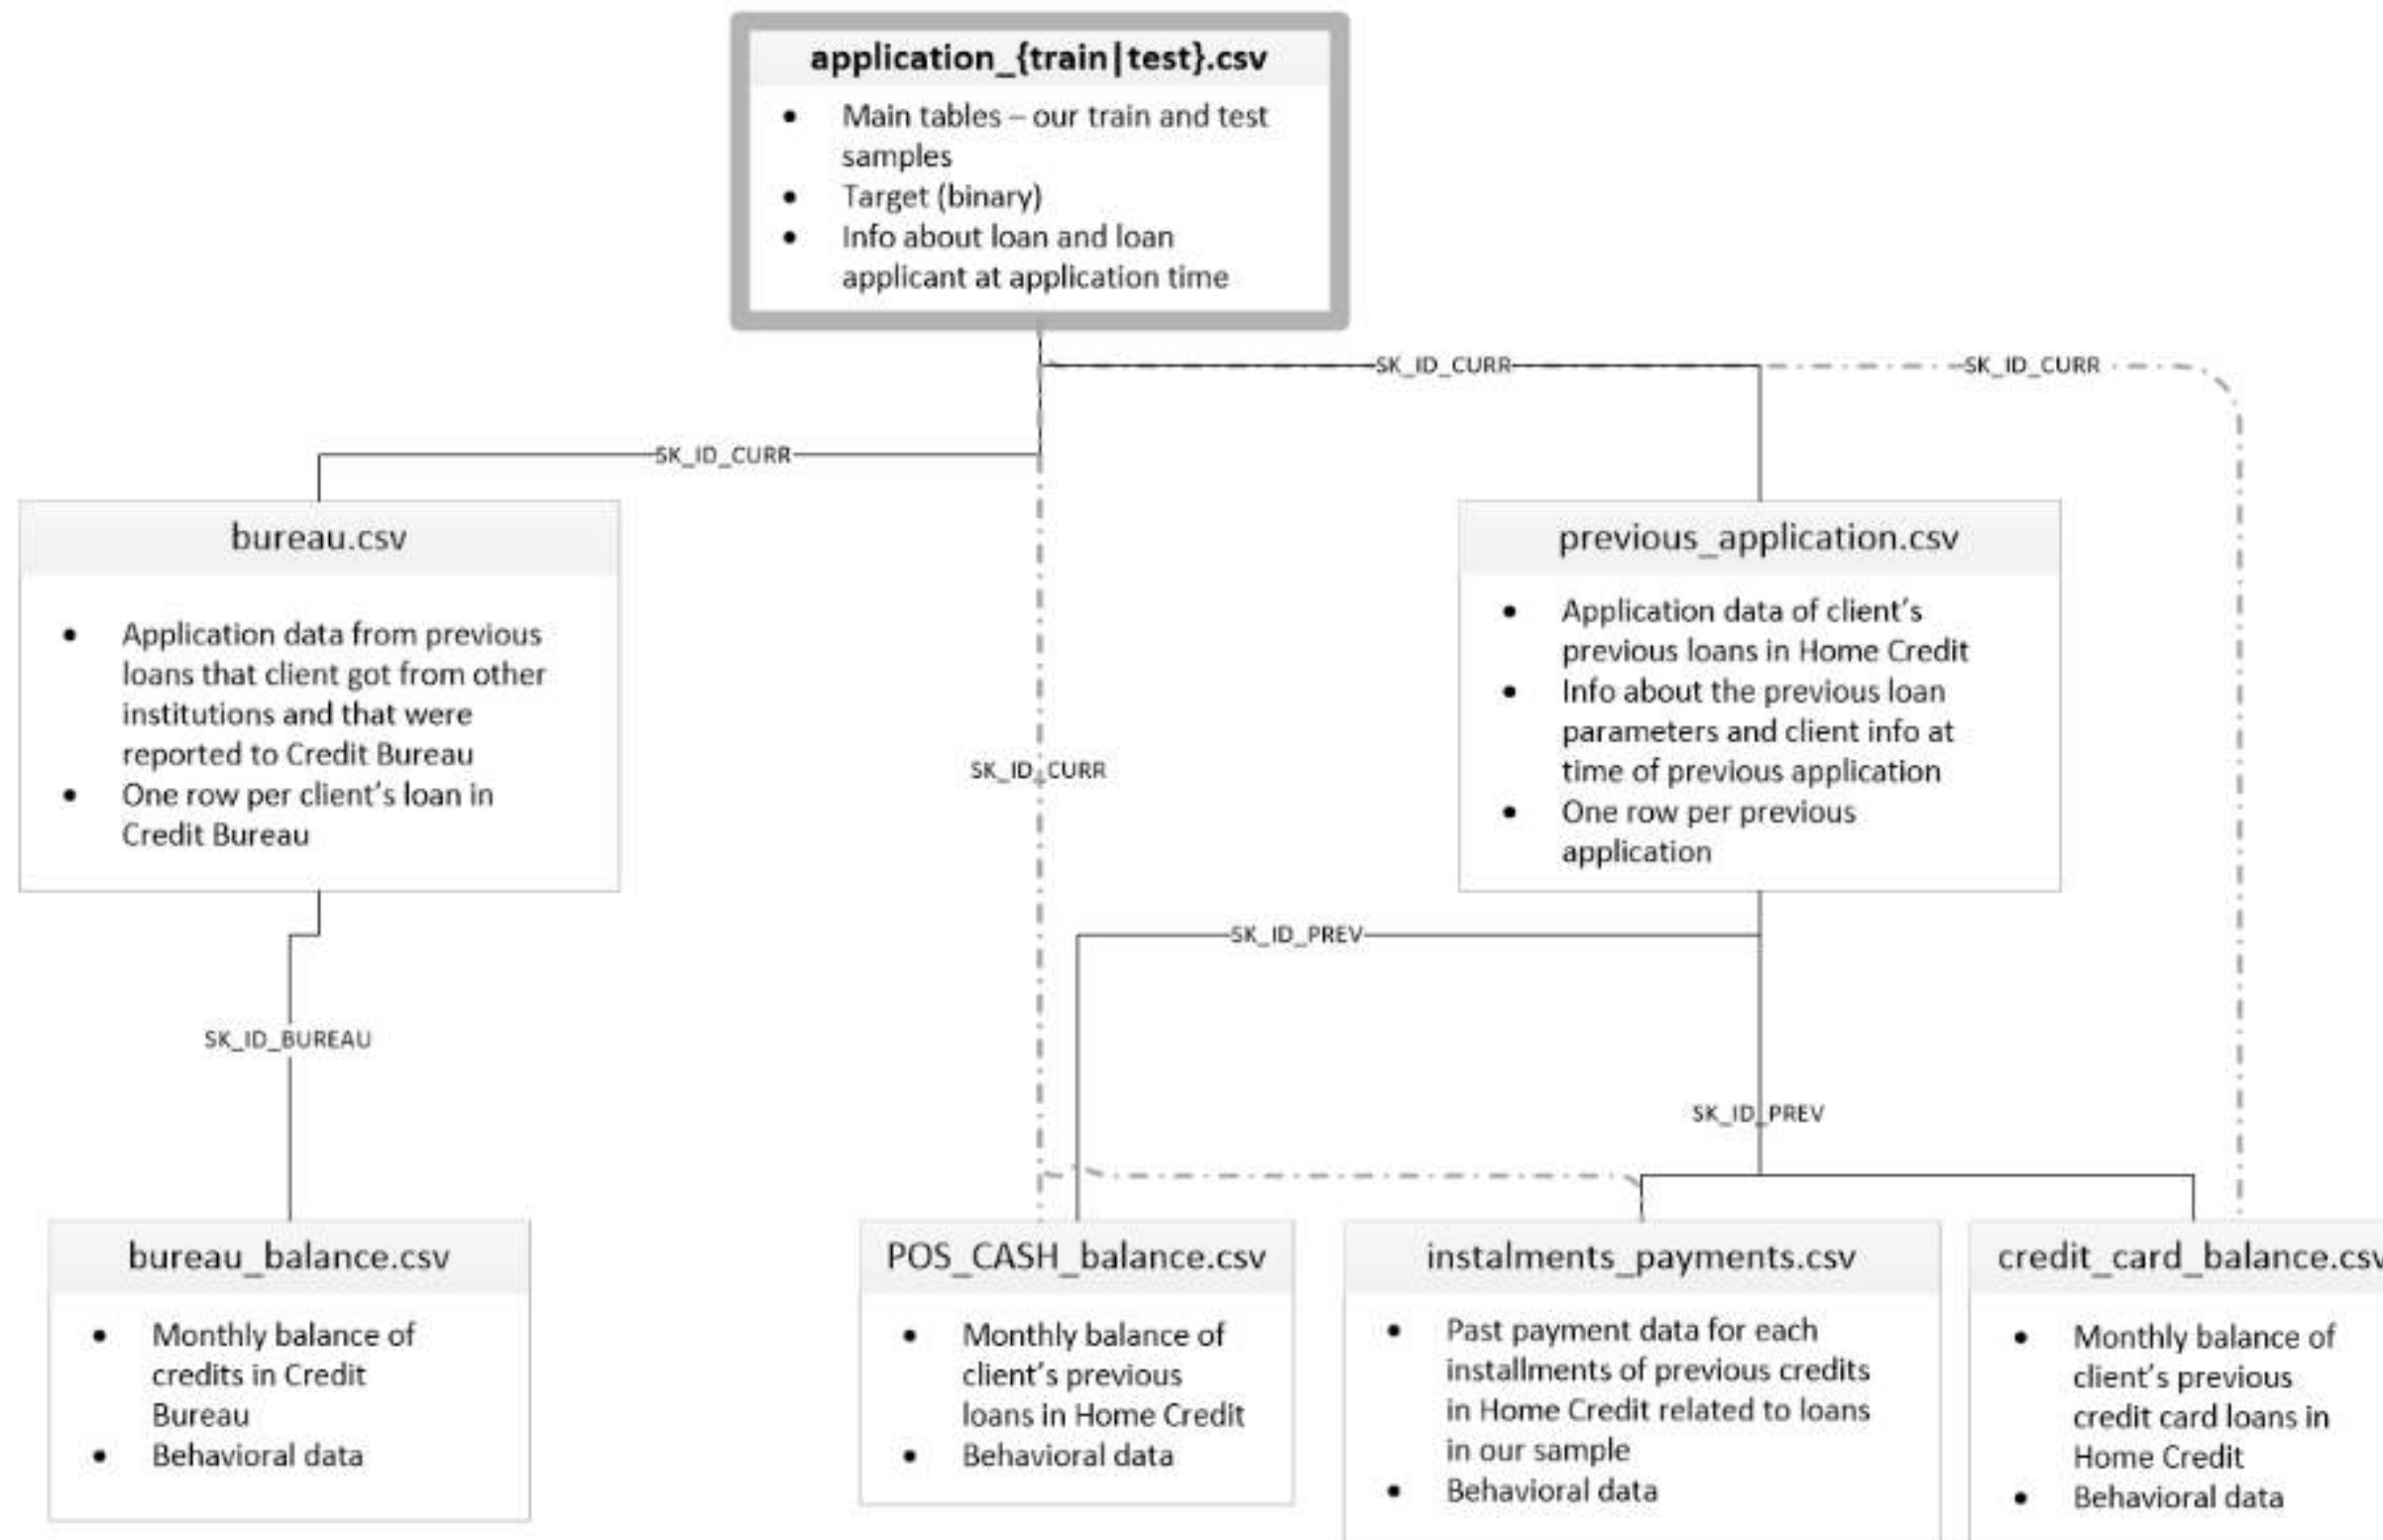 application_{train|test}.csv
• Main tables – our train and test
samples
• Target (binary)
• Info about loan and loan
applicant at application time
SK_ID_CURR
SK_ID_CURR
SK_ID_CURR
bureau.csv
• Application data from previous
loans that client got from other
institutions and that were
reported to Credit Bureau
• One row per client's loan in
Credit Bureau
SK_ID_CURR
previous_application.csv
• Application data of client's
previous loans in Home Credit
• Info about the previous loan
parameters and client info at
time of previous application
• One row per previous
application
SK_ID_PREV
SK_ID_BUREAU
SK_ID_PREV
bureau_balance.csv
• Monthly balance of
credits in Credit
Bureau
• Behavioral data
POS_CASH_balance.csv
• Monthly balance of
client's previous
loans in Home Credit
• Behavioral data
instalments_payments.csv
• Past payment data for each
installments of previous credits
in Home Credit related to loans
in our sample
• Behavioral data
credit_card_balance.csv
• Monthly balance of
client's previous
credit card loans in
Home Credit
• Behavioral data